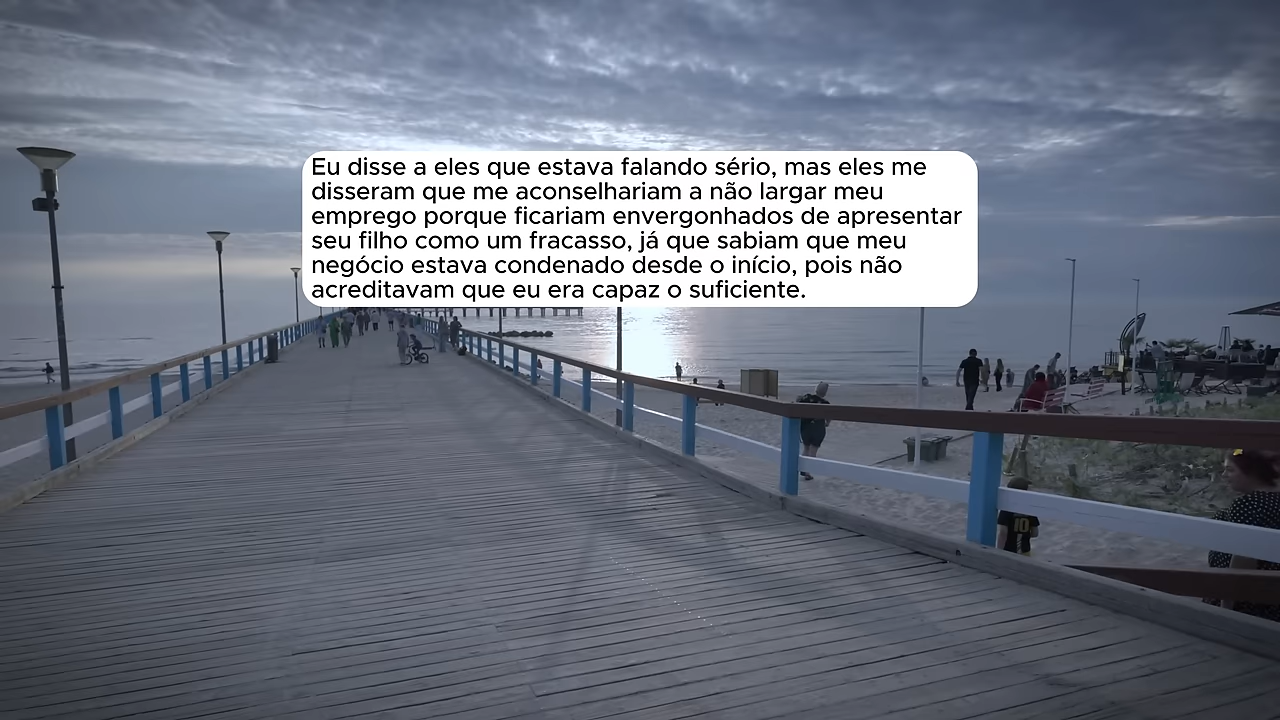 Eu disse a eles que estava falando sério, mas eles me
disseram que me aconselhariam a não largar meu
emprego porque ficariam envergonhados de apresentar
seu filho como um fracasso, já que sabiam que meu
negócio estava condenado desde o início, pois não
acreditavam que eu era capaz o suficiente.
10